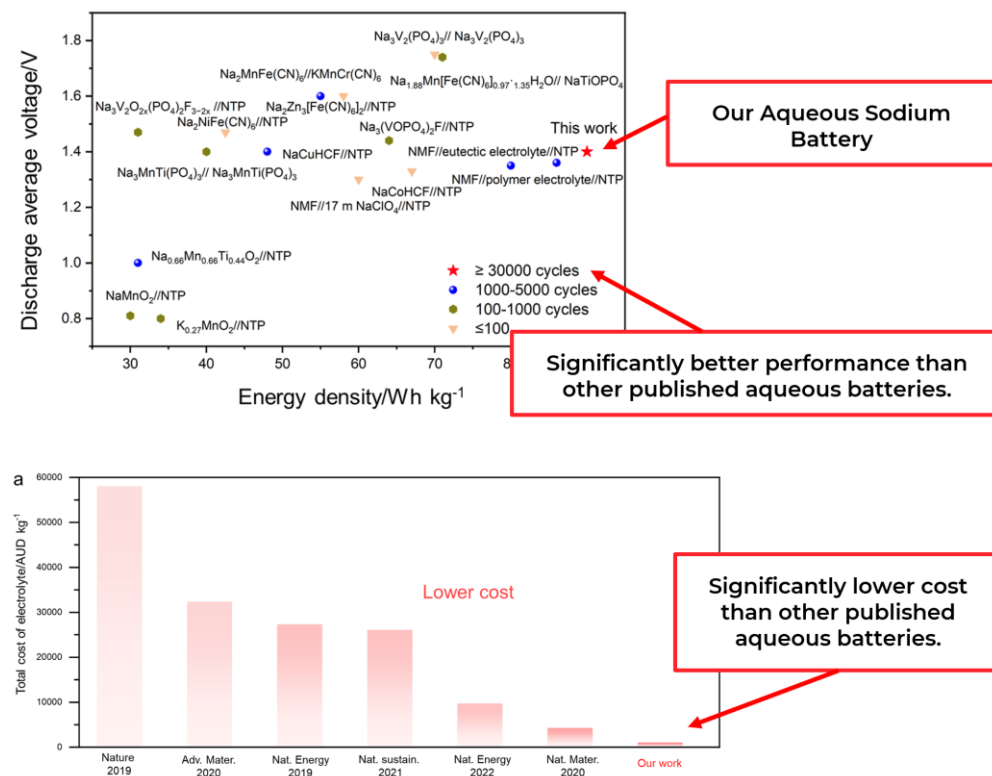 Discharge average voltage/V
1.8
1.6
1.4
1.2
1.0
0.8
Na₃V₂(PO₄)₃// Na₃V₂(PO₄)₃
Na₂MnFe(CN)₆//KMnCr(CN)₆
Na₁.₈₈Mn[Fe(CN)₆]₀.₉₇·₁.₃₅H₂O// NaTiOPO₄
Na₃V₂O₂ₓ(PO₄)₂F₃₋₂ₓ //NTP
Na₂Zn₃[Fe(CN)₆]₂//NTP
Na₂NiFe(CN)₆//NTP
Na₃(VOPO₄)₂F//NTP
This work
NaCuHCF//NTP
NMF//eutectic electrolyte//NTP
Na₃MnTi(PO₄)₃// Na₃MnTi(PO₄)₃
NMF//polymer electrolyte//NTP
NaCoHCF//NTP
NMF//17 m NaClO₄//NTP
Na₀.₆₆Mn₀.₆₆Ti₀.₄₄O₂//NTP
≥ 30000 cycles
1000-5000 cycles
100-1000 cycles
≤100
NaMnO₂//NTP
K₀.₂₇MnO₂//NTP
30 40 50 60 70
Energy density/Wh kg⁻¹
Our Aqueous Sodium
Battery
Significantly better performance than
other published aqueous batteries.
a
Total cost of electrolyte/AUD kg⁻¹
60000
50000
40000
30000
20000
10000
0
Lower cost
Nature
2019
Adv. Mater.
2020
Nat. Energy
2019
Nat. sustain.
2021
Nat. Energy
2022
Nat. Mater.
2020
Our work
Significantly lower cost
than other published
aqueous batteries.